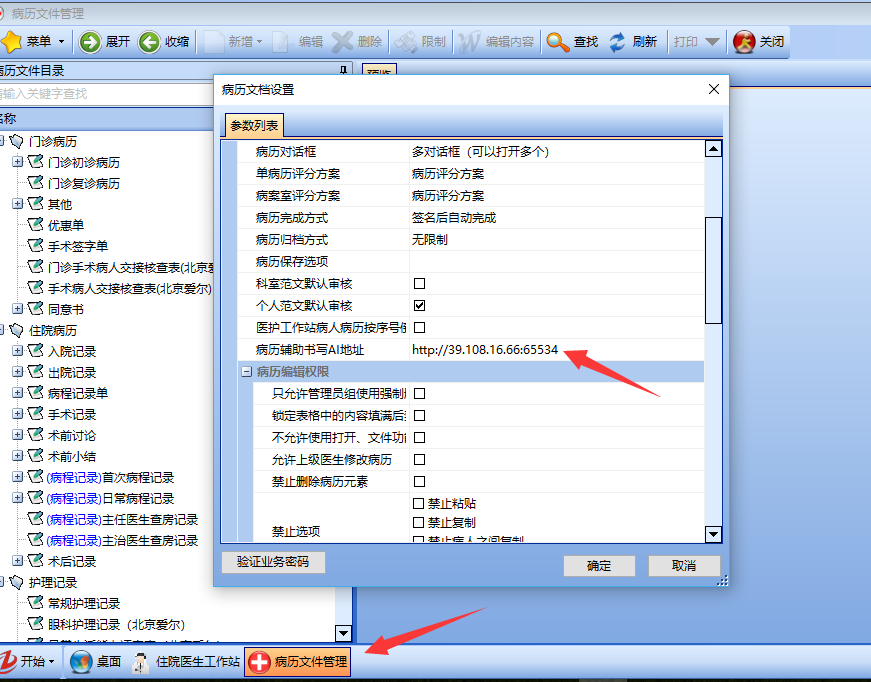 病历文件管理
菜单 展开 收缩 新增 编辑 删除 限制 编辑内容 查找 刷新 打印 关闭
病历文件目录
预览
请输入关键字查找
名称
门诊病历
门诊初诊病历
门诊复诊病历
其他
优惠单
手术签字单
门诊手术病人交接核查表(北京爱
手术病人交接核查表(北京爱尔)
同意书
住院病历
入院记录
出院记录
病程记录单
手术记录
术前讨论
术前小结
(病程记录)首次病程记录
(病程记录)日常病程记录
(病程记录)主任医生查房记录
(病程记录)主治医生查房记录
术后记录
护理记录
常规护理记录
眼科护理记录（北京爱尔）
病历文档设置
参数列表
病历对话框 多对话框（可以打开多个）
单病历评分方案 病历评分方案
病案室评分方案 病历评分方案
病历完成方式 签名后自动完成
病历归档方式 无限制
病历保存选项
科室范文默认审核
个人范文默认审核
医护工作站病人病历按序号
病历辅助书写AI地址 http://39.108.16.66:65534
病历编辑权限
只允许管理员组使用强制
锁定表格中的内容填满后
不允许使用打开、文件功
允许上级医生修改病历
禁止删除病历元素
禁止粘贴
禁止复制
禁止选项
禁止病人之间复制
验证业务密码 确定 取消
开始 桌面 住院医生工作站 病历文件管理